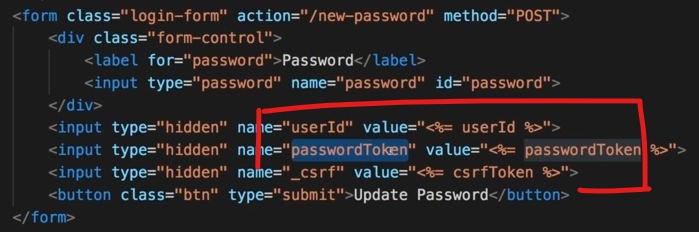 <form class="login-form" action="/new-password" method="POST">
<div class="form-control">
<label for="password">Password</label>
<input type="password" name="password" id="password">
</div>
<input type="hidden" name="userId" value="<%= userId %>">
<input type="hidden" name="passwordToken" value="<%= passwordToken %>">
<input type="hidden" name="_csrf" value="<%= csrfToken %>">
<button class="btn" type="submit">Update Password</button>
</form>